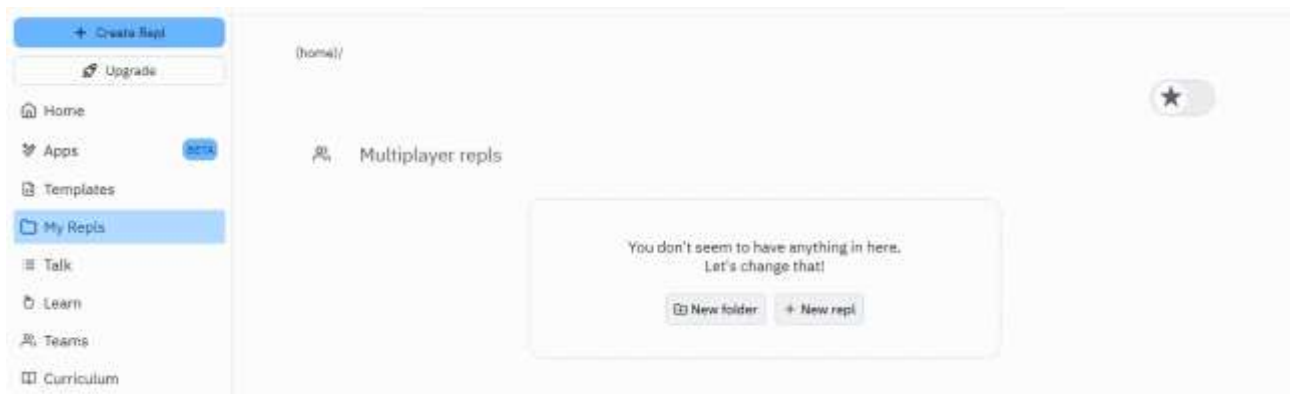 + Create Repl
Upgrade
Home
Apps BETA
Templates
My Repls
Talk
Learn
Teams
Curriculum
(home)/
Multiplayer repls
You don't seem to have anything in here.
Let's change that!
New folder + New repl